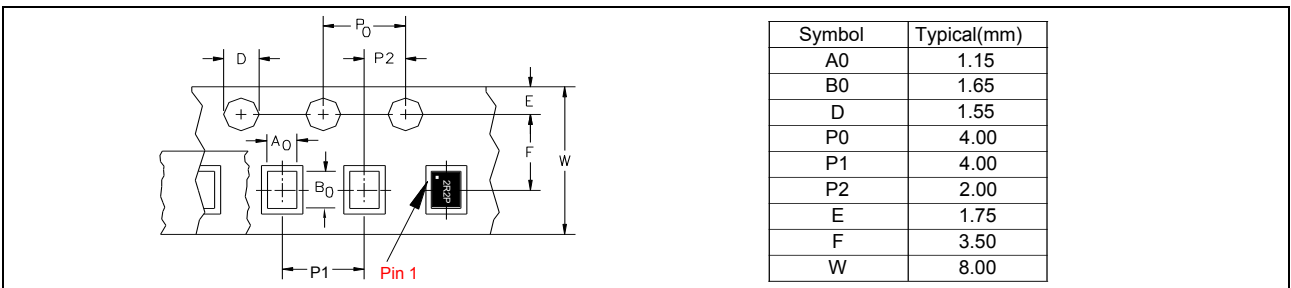 P0
D
P2
E
A0
F
W
B0
2R2P
P1
Pin 1
Symbol Typical(mm)
A0 1.15
B0 1.65
D 1.55
P0 4.00
P1 4.00
P2 2.00
E 1.75
F 3.50
W 8.00